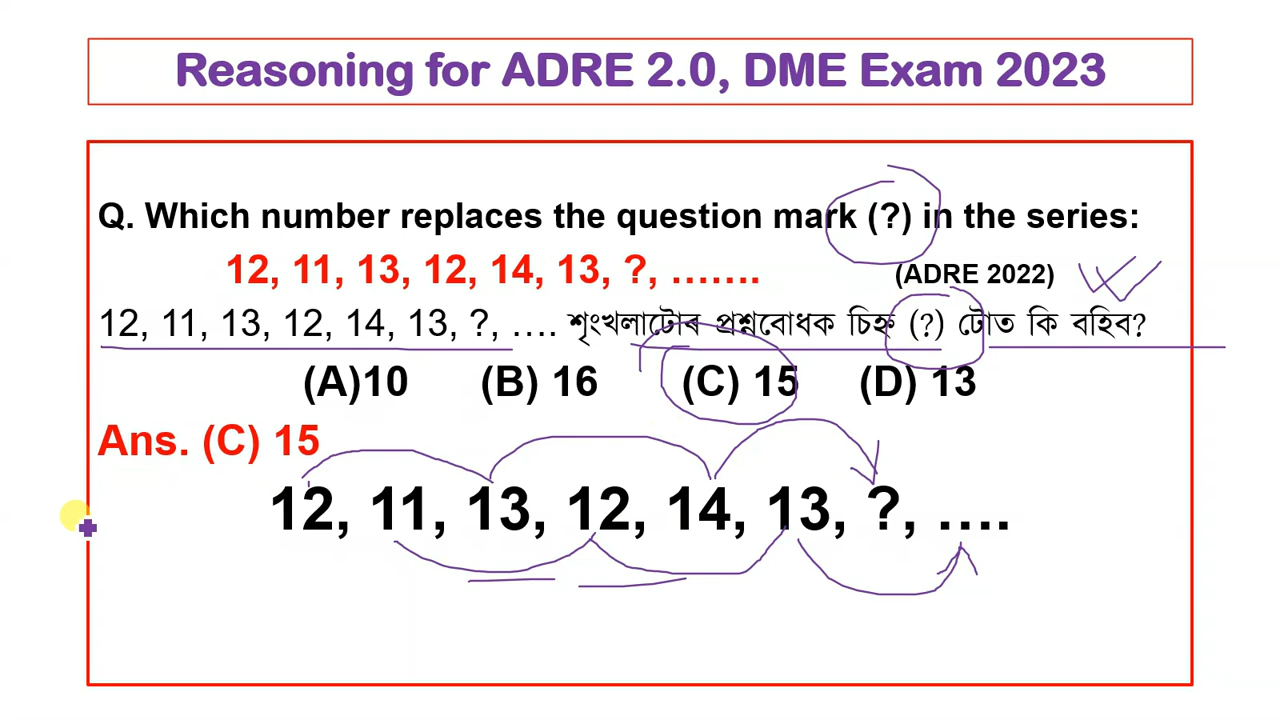 Reasoning for ADRE 2.0, DME Exam 2023
Q. Which number replaces the question mark (?) in the series:
12, 11, 13, 12, 14, 13, ?, ....... (ADRE 2022)
12, 11, 13, 12, 14, 13, ?, .... শৃংখলাটোৰ প্ৰশ্নবোধক চিহ্ন (?) টোত কি বহিব?
(A)10 (B) 16 (C) 15 (D) 13
Ans. (C) 15
12, 11, 13, 12, 14, 13, ?, ....